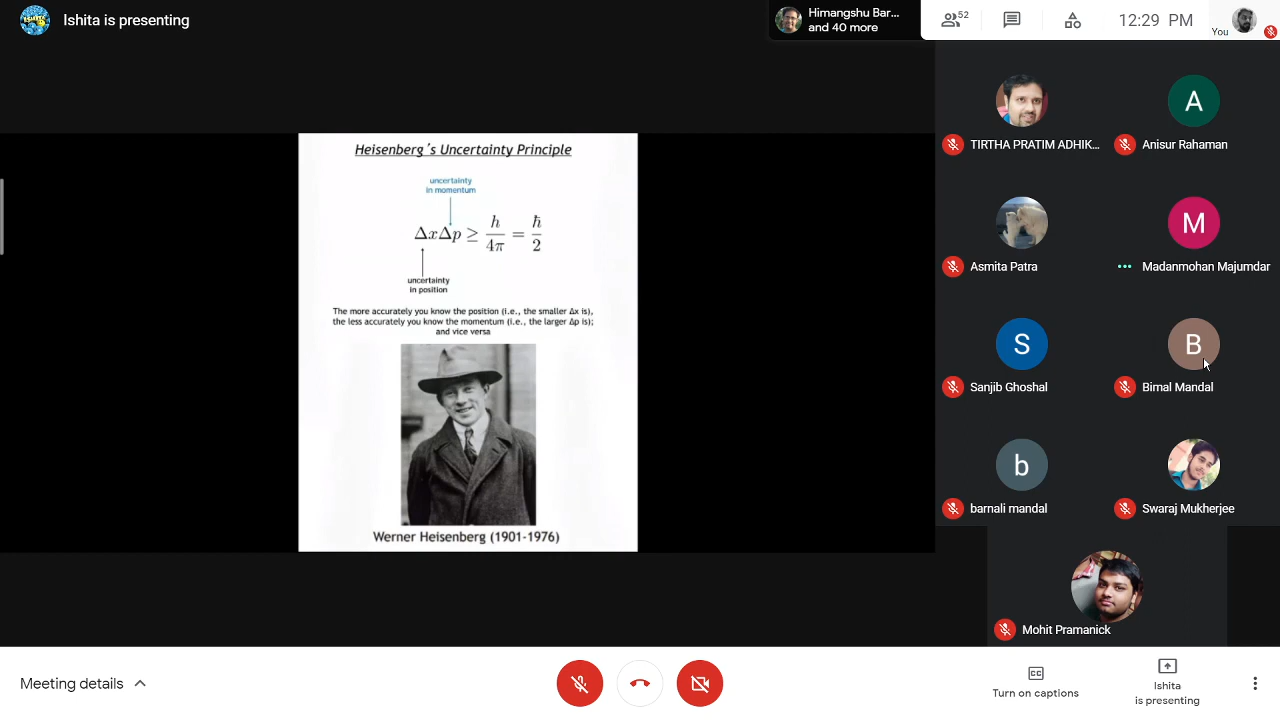 Ishita is presenting
Himangshu Bar...
and 40 more
52
12:29 PM
You
Heisenberg´s Uncertainty Principle
uncertainty
in momentum
ΔxΔp ≥ h/4π = ħ/2
uncertainty
in position
The more accurately you know the position (i.e., the smaller Δx is),
the less accurately you know the momentum (i.e., the larger Δp is);
and vice versa
Werner Heisenberg (1901-1976)
TIRTHA PRATIM ADHIK...
A
Anisur Rahaman
Asmita Patra
M
Madanmohan Majumdar
S
Sanjib Ghoshal
B
Bimal Mandal
b
barnali mandal
Swaraj Mukherjee
Mohit Pramanick
Meeting details
CC
Turn on captions
Ishita
is presenting